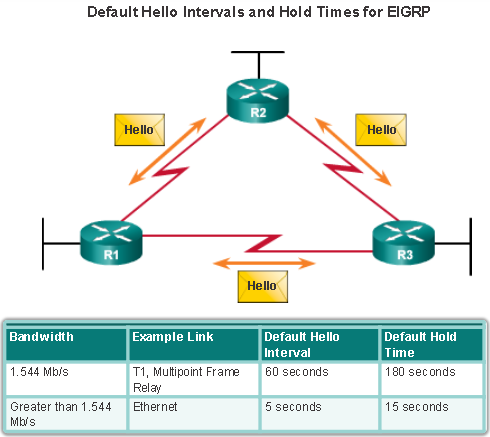 Default Hello Intervals and Hold Times for EIGRP
R2
Hello
Hello
R1
R3
Hello
Bandwidth
Example Link
Default Hello
Interval
Default Hold
Time
1.544 Mb/s
T1, Multipoint Frame
Relay
60 seconds
180 seconds
Greater than 1.544
Mb/s
Ethernet
5 seconds
15 seconds